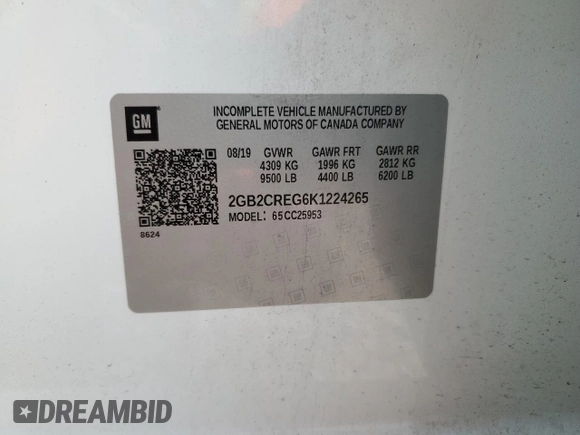 GM
INCOMPLETE VEHICLE MANUFACTURED BY
GENERAL MOTORS OF CANADA COMPANY
08/19 GVWR GAWR FRT GAWR RR
4309 KG 1996 KG 2812 KG
9500 LB 4400 LB 6200 LB
2GB2CREG6K1224265
MODEL: 65CC25953
8624
DREAMBID